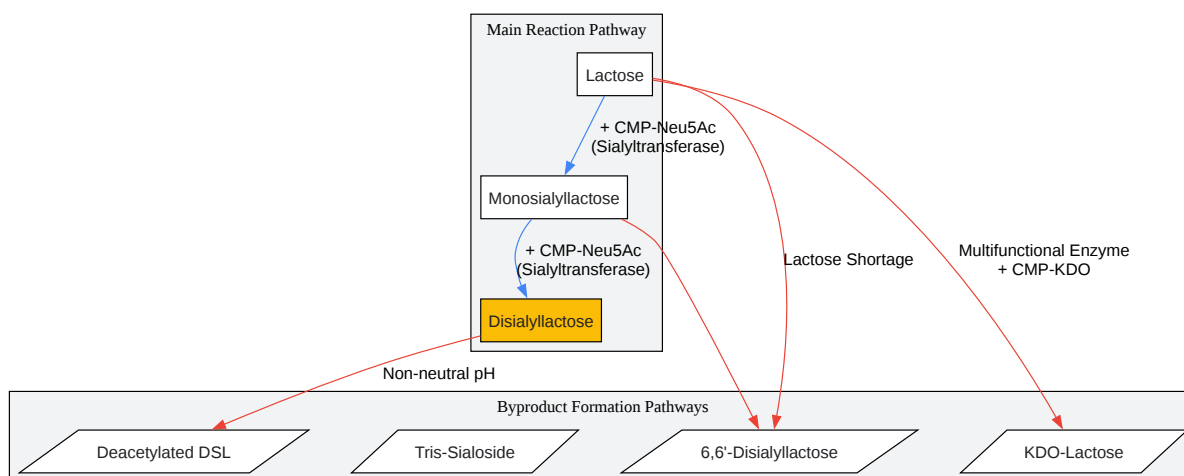 Main Reaction Pathway
Lactose
+ CMP-Neu5Ac
(Sialyltransferase)
Monosialyllactose
+ CMP-Neu5Ac
(Sialyltransferase)
Lactose Shortage
Multifunctional Enzyme
+ CMP-KDO
Disialyllactose
Non-neutral pH
Byproduct Formation Pathways
Deacetylated DSL
Tris-Sialoside
6,6'-Disialyllactose
KDO-Lactose